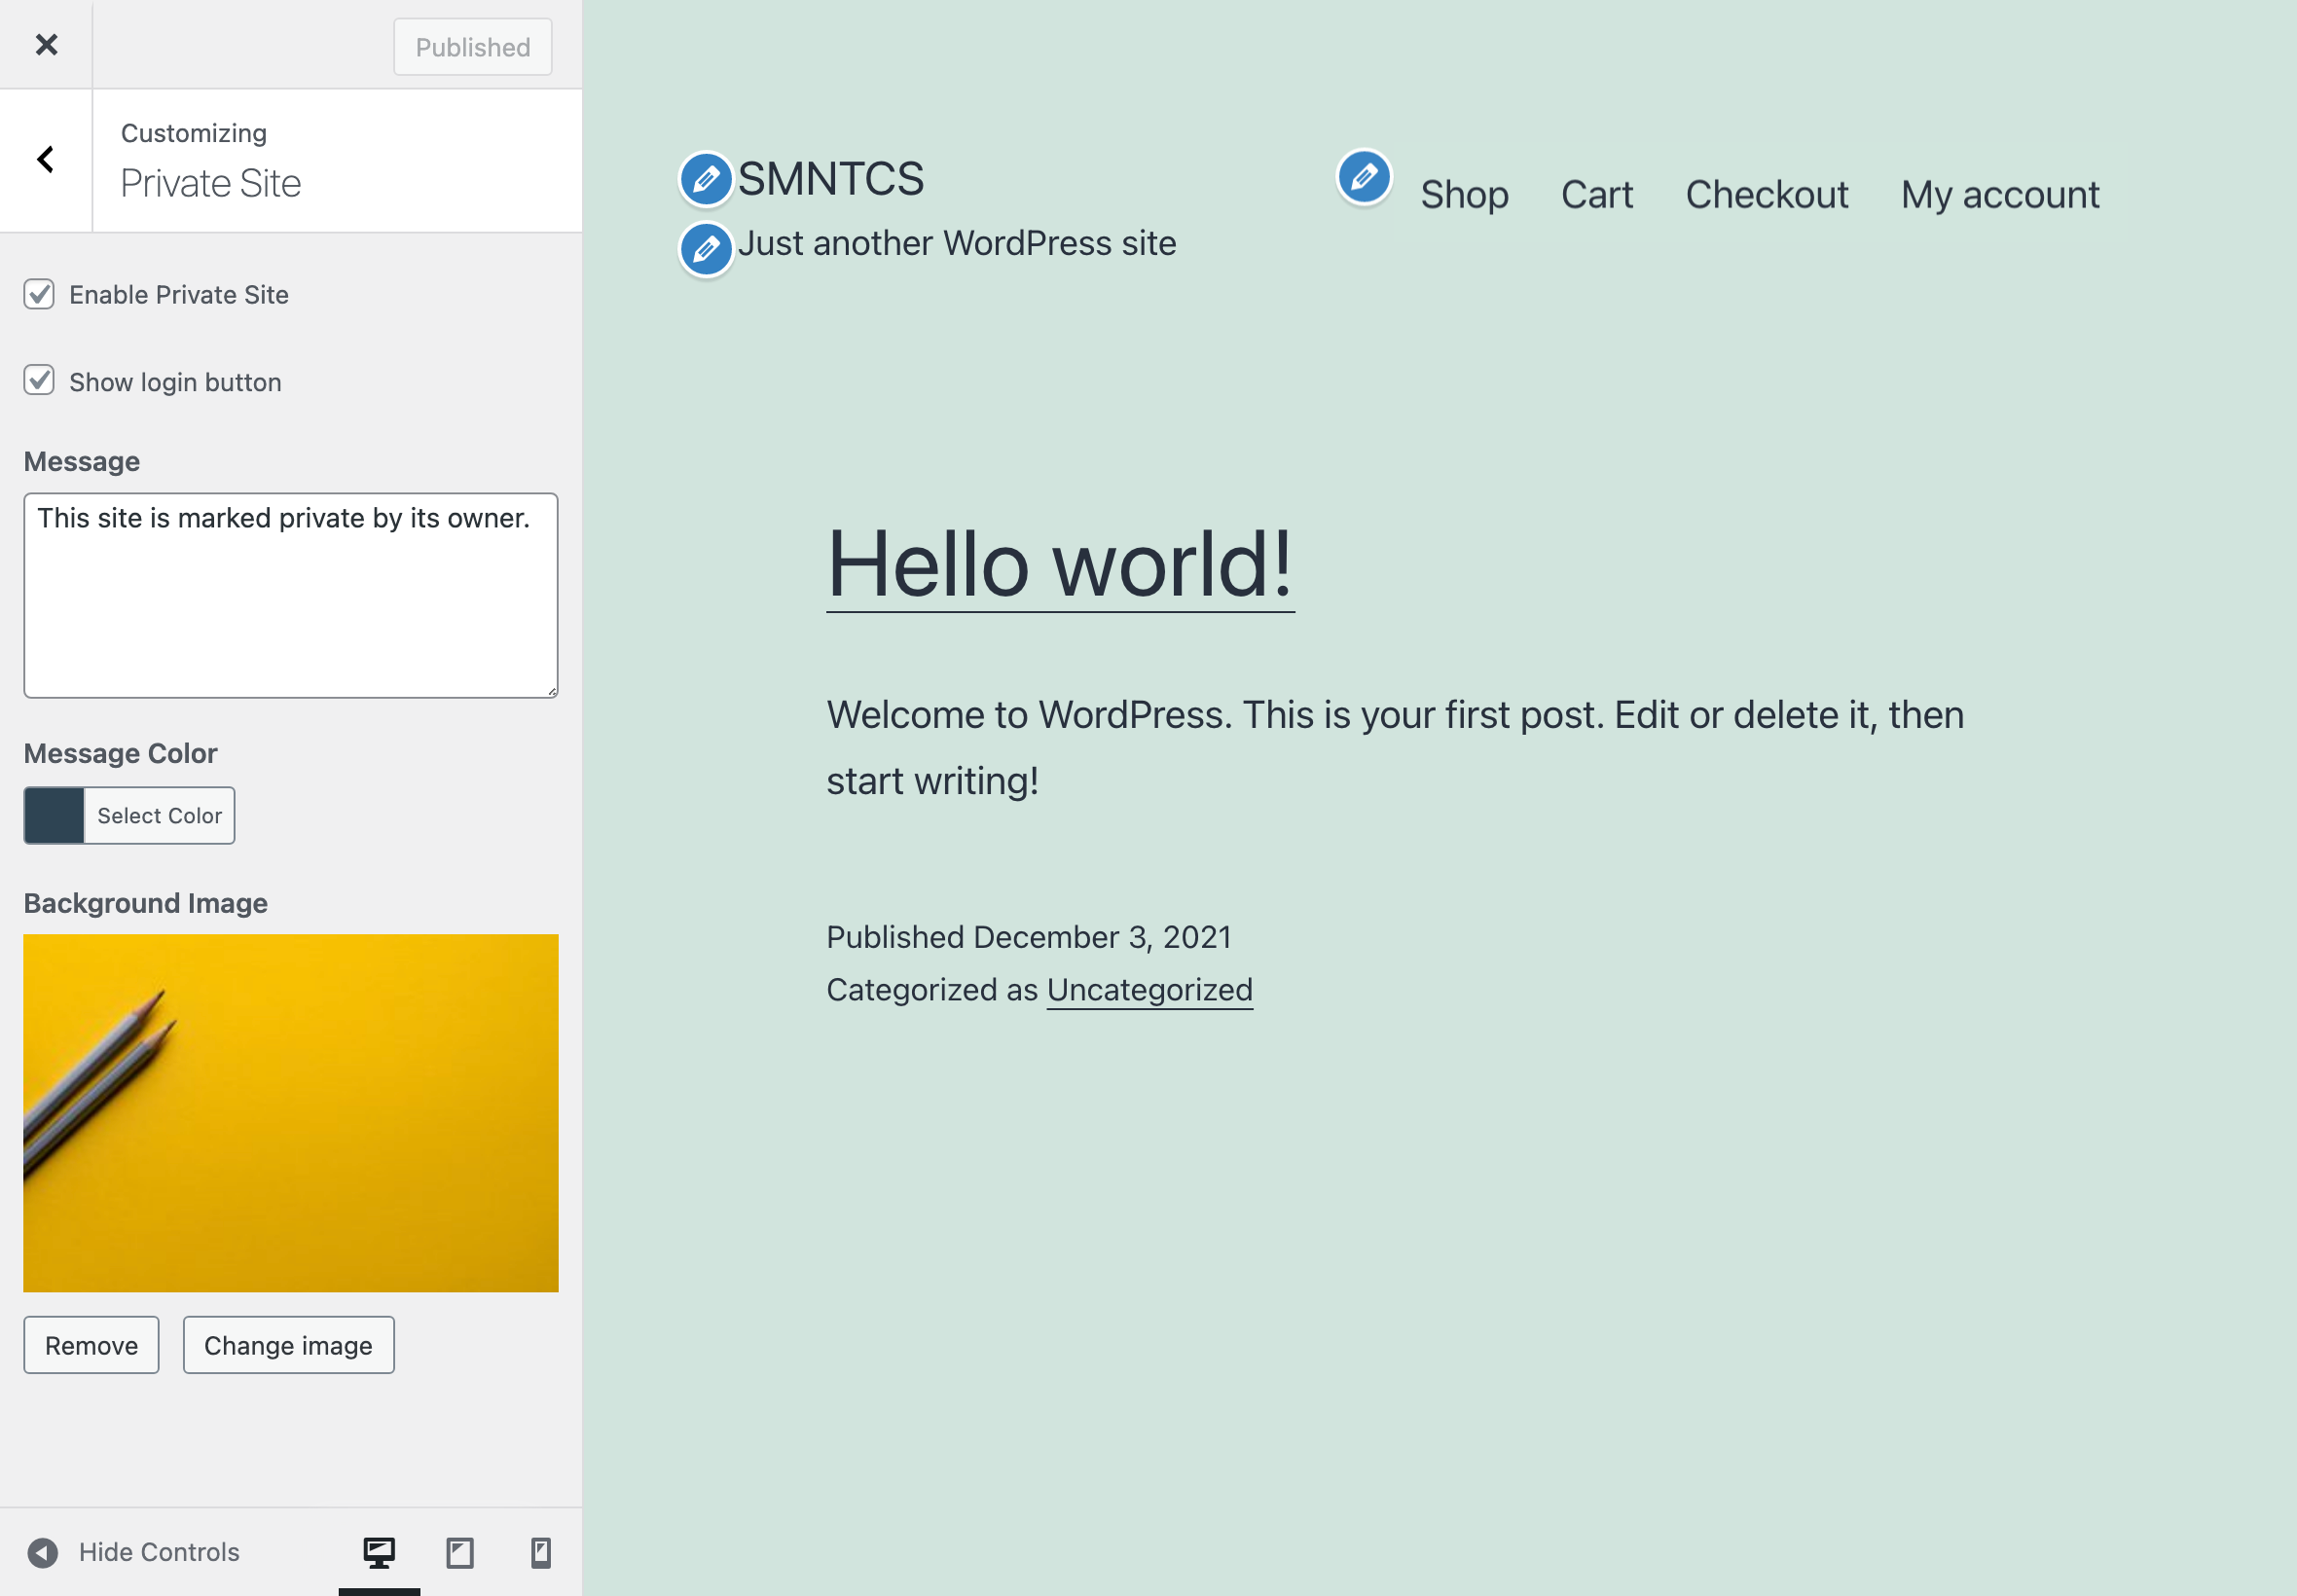 Published
Customizing
Private Site
Enable Private Site
Show login button
Message
This site is marked private by its owner.
Message Color
Select Color
Background Image
Remove
Change image
Hide Controls
SMNTCS
Just another WordPress site
Shop Cart Checkout My account
Hello world!
Welcome to WordPress. This is your first post. Edit or delete it, then
start writing!
Published December 3, 2021
Categorized as Uncategorized